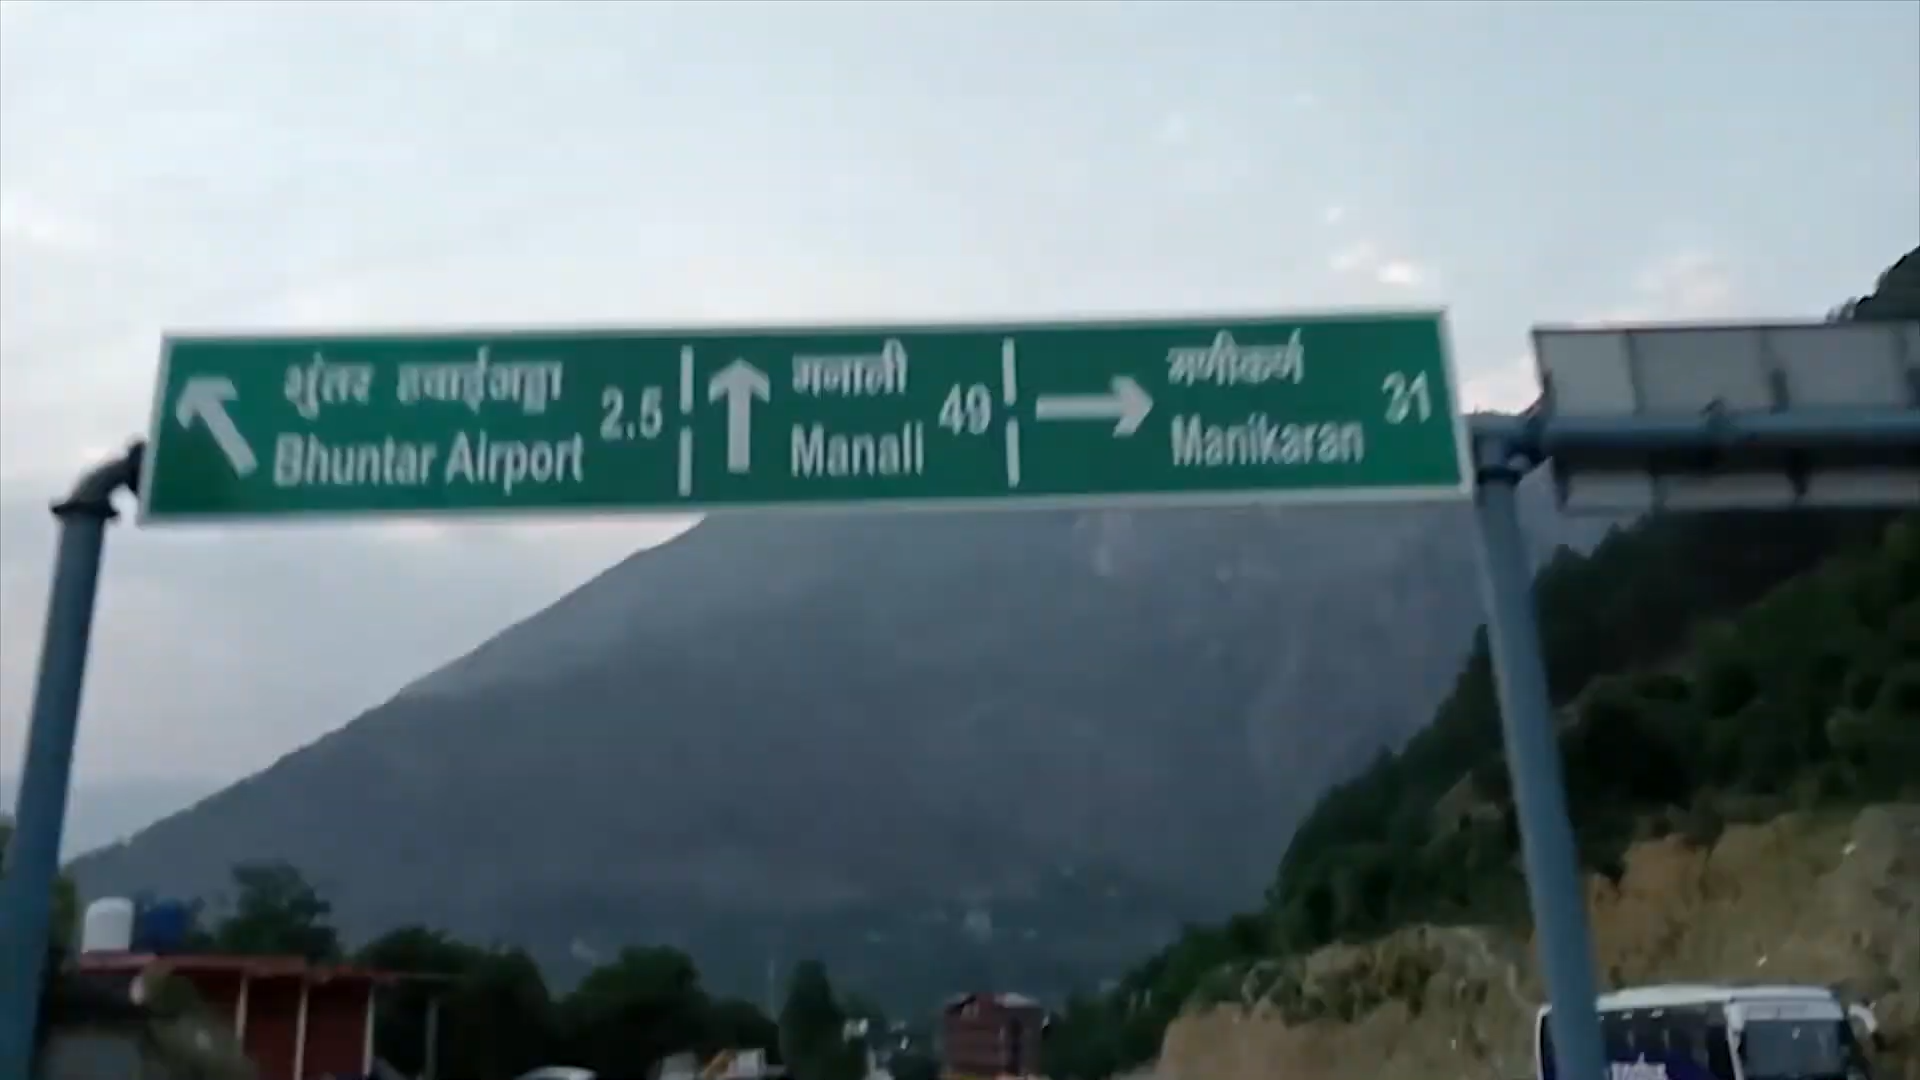 भुंतर हवाईअड्डा
Bhuntar Airport
2.5
मनाली
Manali
49
मणीकर्ण
Manikaran
31